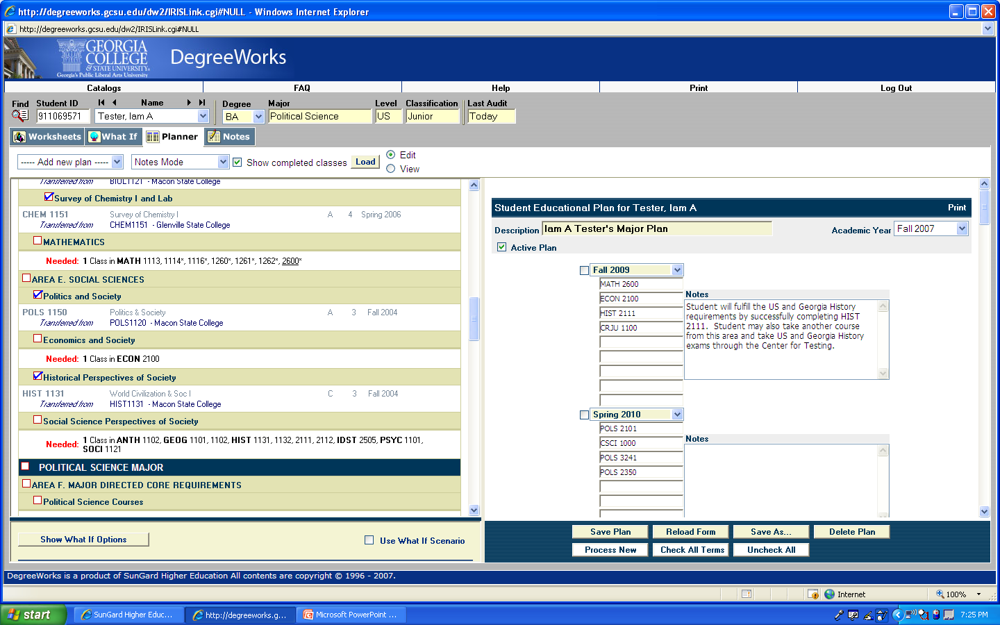 http://degreeworks.gcsu.edu/dw2/IRISLink.cgi#NULL - Windows Internet Explorer
http://degreeworks.gcsu.edu/dw2/IRISLink.cgi#NULL
GEORGIA
COLLEGE
& STATE UNIVERSITY
Georgia's Public Liberal Arts University
DegreeWorks
Catalogs FAQ Help Print Log Out
Find Student ID Name Degree Major Level Classification Last Audit
911069571 Tester, Iam A BA Political Science US Junior Today
Worksheets What If Planner Notes
----- Add new plan ----- Notes Mode Show completed classes Load Edit
View
Transferred from BIOL1121 - Macon State College
Survey of Chemistry I and Lab
CHEM 1151 Survey of Chemistry I A 4 Spring 2006
Transferred from CHEM1151 - Glenville State College
MATHEMATICS
Needed: 1 Class in MATH 1113, 1114*, 1116*, 1260*, 1261*, 1262*, 2600*
AREA E. SOCIAL SCIENCES
Politics and Society
POLS 1150 Politics & Society A 3 Fall 2004
Transferred from POLS1120 - Macon State College
Economics and Society
Needed: 1 Class in ECON 2100
Historical Perspectives of Society
HIST 1131 World Civilization & Soc I C 3 Fall 2004
Transferred from HIST1131 - Macon State College
Social Science Perspectives of Society
Needed: 1 Class in ANTH 1102, GEOG 1101, 1102, HIST 1131, 1132, 2111, 2112, IDST 2505, PSYC 1101,
SOCI 1121
POLITICAL SCIENCE MAJOR
AREA F. MAJOR DIRECTED CORE REQUIREMENTS
Political Science Courses
Show What If Options Use What If Scenario
Student Educational Plan for Tester, Iam A Print
Description Iam A Tester's Major Plan Academic Year Fall 2007
Active Plan
Fall 2009
MATH 2600
ECON 2100
HIST 2111
CRJU 1100
Notes
Student will fulfill the US and Georgia History
requirements by successfully completing HIST
2111. Student may also take another course
from this area and take US and Georgia History
exams through the Center for Testing.
Spring 2010
POLS 2101
CSCI 1000
POLS 3241
POLS 2350
Notes
Save Plan Reload Form Save As... Delete Plan
Process New Check All Terms Uncheck All
DegreeWorks is a product of SunGard Higher Education All contents are copyright © 1996 - 2007.
Internet 100%
start SunGard Higher Educ... http://degreeworks.g... Microsoft PowerPoint ... 7:25 PM